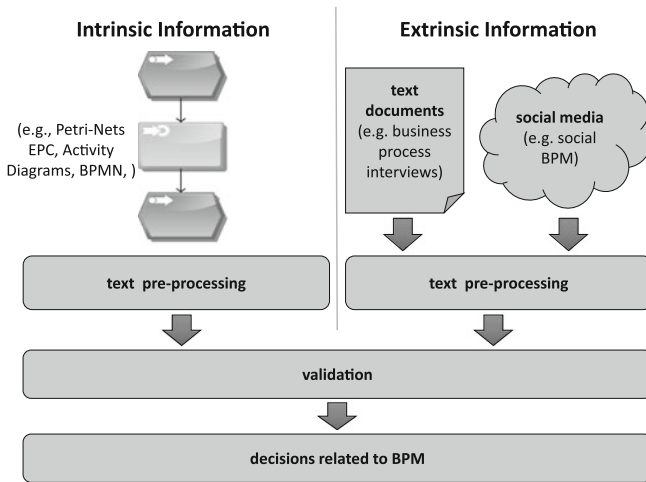 Intrinsic Information
(e.g., Petri-Nets
EPC, Activity
Diagrams, BPMN, )
Extrinsic Information
text
documents
(e.g. business
process
interviews)
social media
(e.g. social
BPM)
text pre-processing
text pre-processing
validation
decisions related to BPM